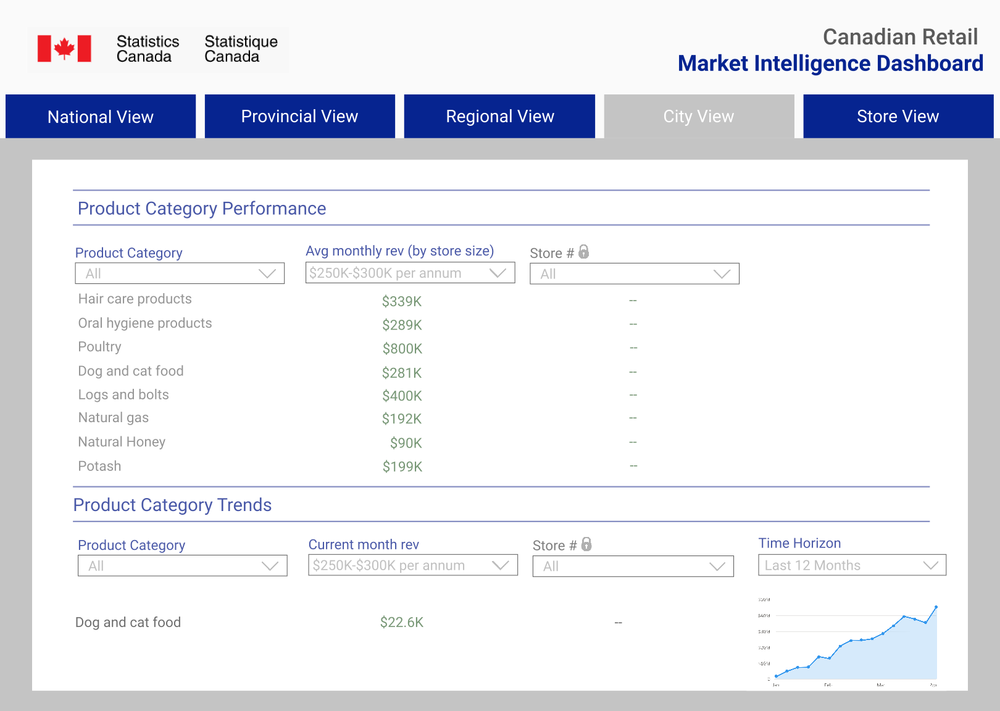 Statistics Canada
Statistique Canada
Canadian Retail
Market Intelligence Dashboard
National View
Provincial View
Regional View
City View
Store View
Product Category Performance
Product Category
Avg monthly rev (by store size)
Store #
All
$250K-$300K per annum
All
Hair care products $339K --
Oral hygiene products $289K --
Poultry $800K --
Dog and cat food $281K --
Logs and bolts $400K --
Natural gas $192K --
Natural Honey $90K --
Potash $199K --
Product Category Trends
Product Category
Current month rev
Store #
Time Horizon
All
$250K-$300K per annum
All
Last 12 Months
Dog and cat food $22.6K --
$50M
$40M
$30M
$20M
$10M
0
Jan Feb Mar Apr